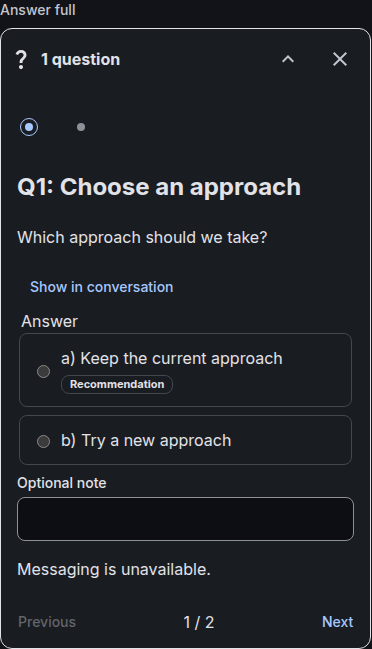 Answer full
? 1 question
Q1: Choose an approach
Which approach should we take?
Show in conversation
Answer
a) Keep the current approach
Recommendation
b) Try a new approach
Optional note
Messaging is unavailable.
Previous 1 / 2 Next